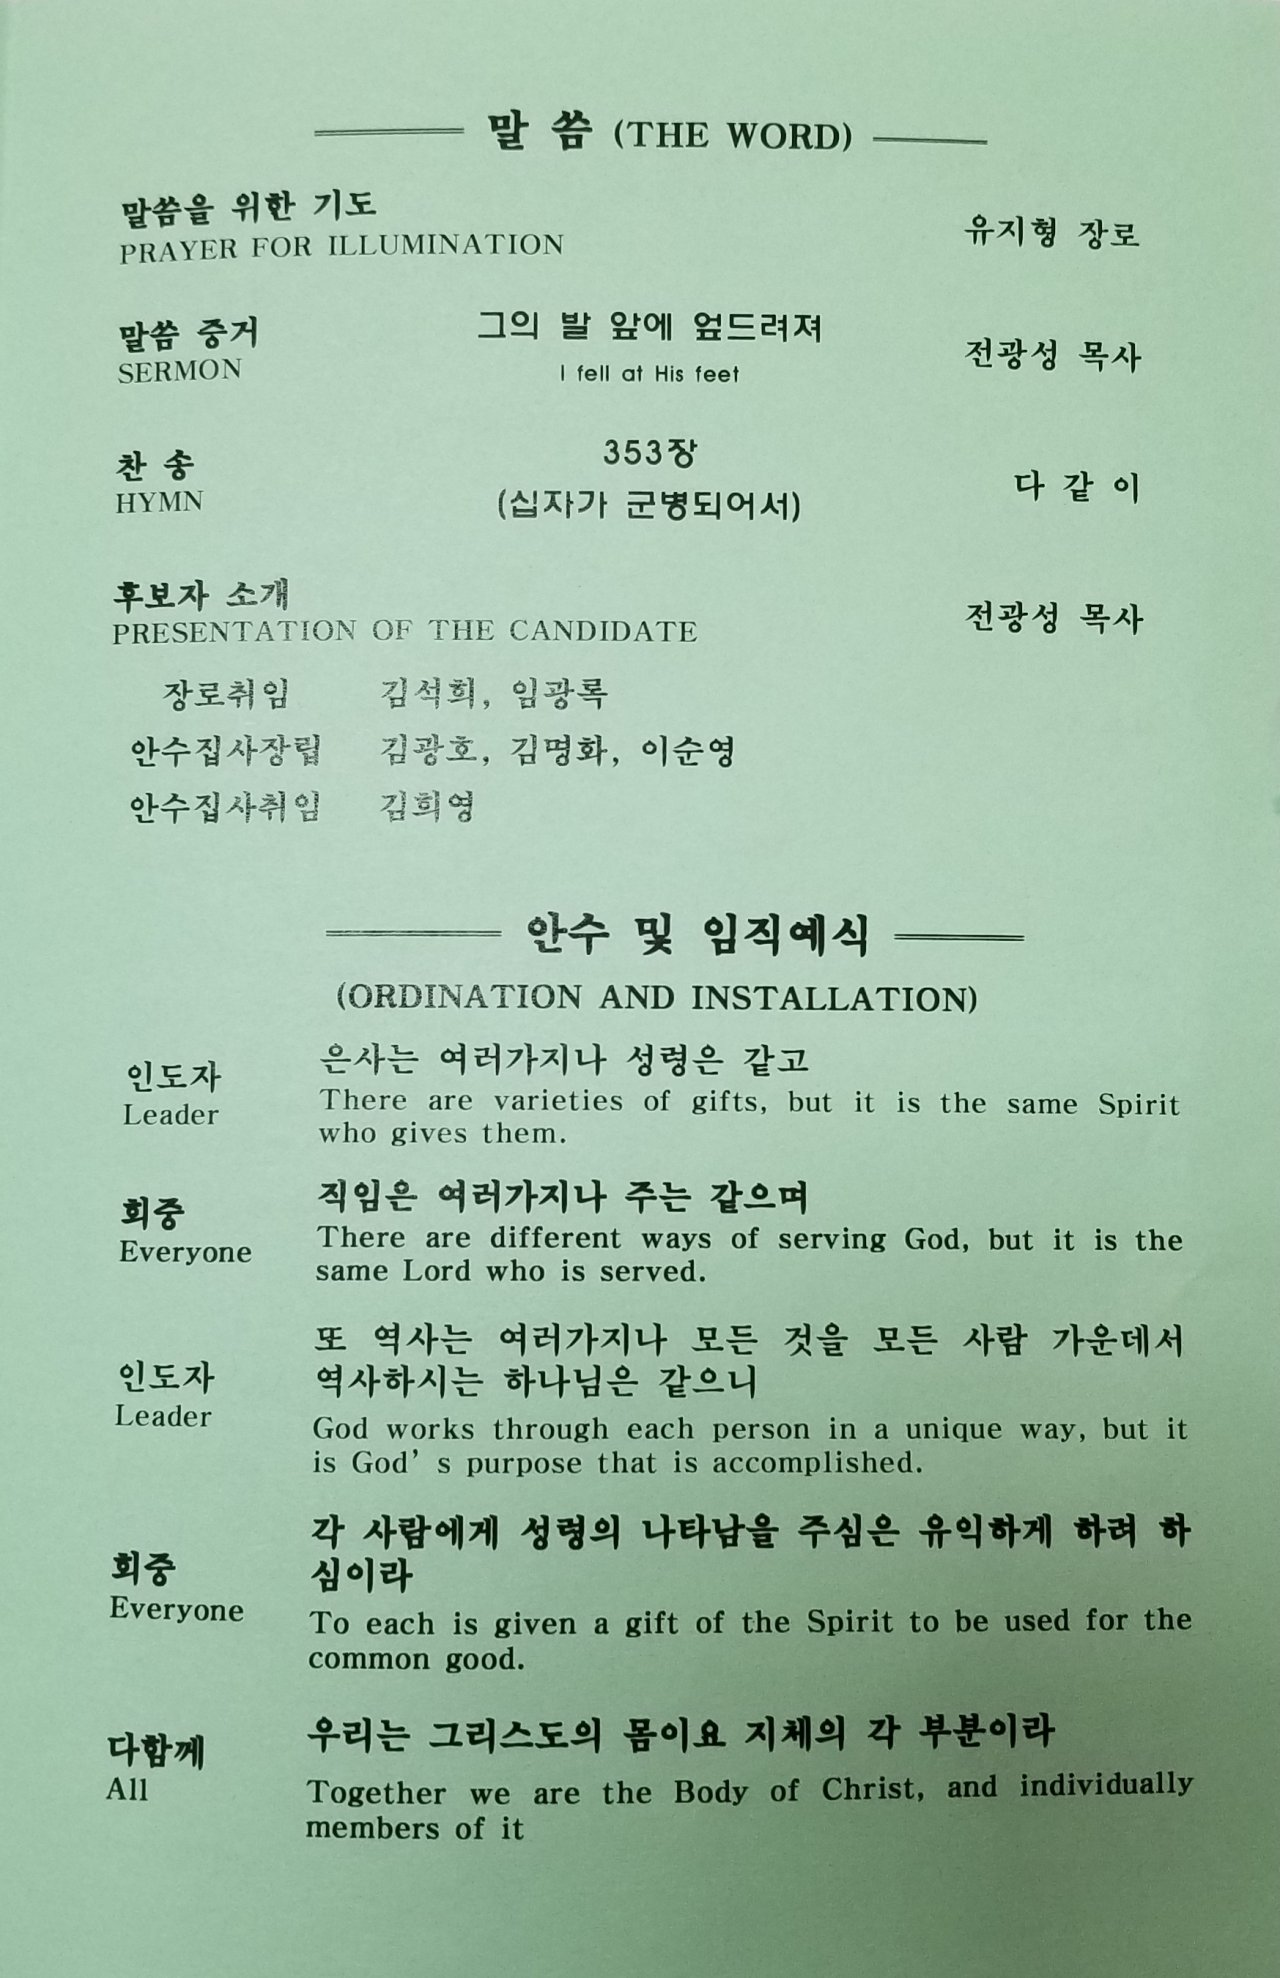 말 씀 (THE WORD)
말씀을 위한 기도
PRAYER FOR ILLUMINATION
유지형 장로
말씀 증거
SERMON
그의 발 앞에 엎드려져
I fell at His feet
전광성 목사
찬 송
HYMN
353장
(십자가 군병되어서)
다 같 이
후보자 소개
PRESENTATION OF THE CANDIDATE
전광성 목사
장로취임 김석희, 임광록
안수집사장립 김광호, 김명화, 이순영
안수집사취임 김희영
안수 및 임직예식
(ORDINATION AND INSTALLATION)
인도자
Leader
은사는 여러가지나 성령은 같고
There are varieties of gifts, but it is the same Spirit
who gives them.
회중
Everyone
직임은 여러가지나 주는 같으며
There are different ways of serving God, but it is the
same Lord who is served.
인도자
Leader
또 역사는 여러가지나 모든 것을 모든 사람 가운데서
역사하시는 하나님은 같으니
God works through each person in a unique way, but it
is God’ s purpose that is accomplished.
회중
Everyone
각 사람에게 성령의 나타남을 주심은 유익하게 하려 하
심이라
To each is given a gift of the Spirit to be used for the
common good.
다함께
All
우리는 그리스도의 몸이요 지체의 각 부분이라
Together we are the Body of Christ, and individually
members of it